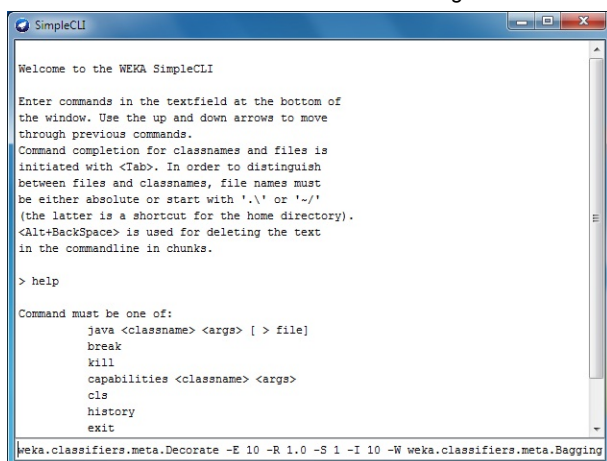 SimpleCLI
Welcome to the WEKA SimpleCLI
Enter commands in the textfield at the bottom of
the window. Use the up and down arrows to move
through previous commands.
Command completion for classnames and files is
initiated with <Tab>. In order to distinguish
between files and classnames, file names must
be either absolute or start with '.\' or '~/'
(the latter is a shortcut for the home directory).
<Alt+BackSpace> is used for deleting the text
in the commandline in chunks.
> help
Command must be one of:
java <classname> <args> [ > file]
break
kill
capabilities <classname> <args>
cls
history
exit
weka.classifiers.meta.Decorate -E 10 -R 1.0 -S 1 -I 10 -W weka.classifiers.meta.Bagging